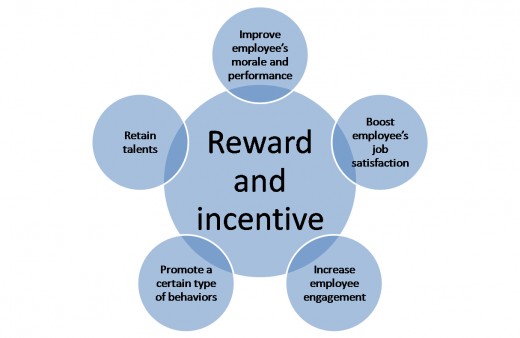 Improve
employee's
morale and
performance
Boost
employee's
job
satisfaction
Increase
employee
engagement
Promote a
certain type
of behaviors
Retain
talents
Reward
and
incentive